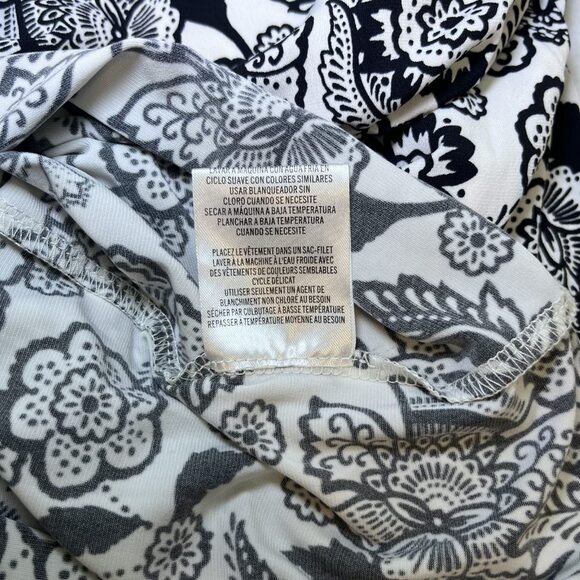 LAVAR A MÁQUINA CON AGUA FRÍA EN
CICLO SUAVE CON COLORES SIMILARES
USAR BLANQUEADOR SIN
CLORO CUANDO SE NECESITE
SECAR A MÁQUINA A BAJA TEMPERATURA
PLANCHAR A BAJA TEMPERATURA
CUANDO SE NECESITE
PLACEZ LE VÊTEMENT DANS UN SAC-FILET
LAVER À LA MACHINE À L'EAU FROIDE AVEC
DES VÊTEMENTS DE COULEURS SEMBLABLES
CYCLE DÉLICAT
UTILISER SEULEMENT UN AGENT DE
BLANCHIMENT NON CHLORÉ AU BESOIN
SÉCHER PAR CULBUTAGE À BASSE TEMPÉRATURE
REPASSER À TEMPÉRATURE MOYENNE AU BESOIN